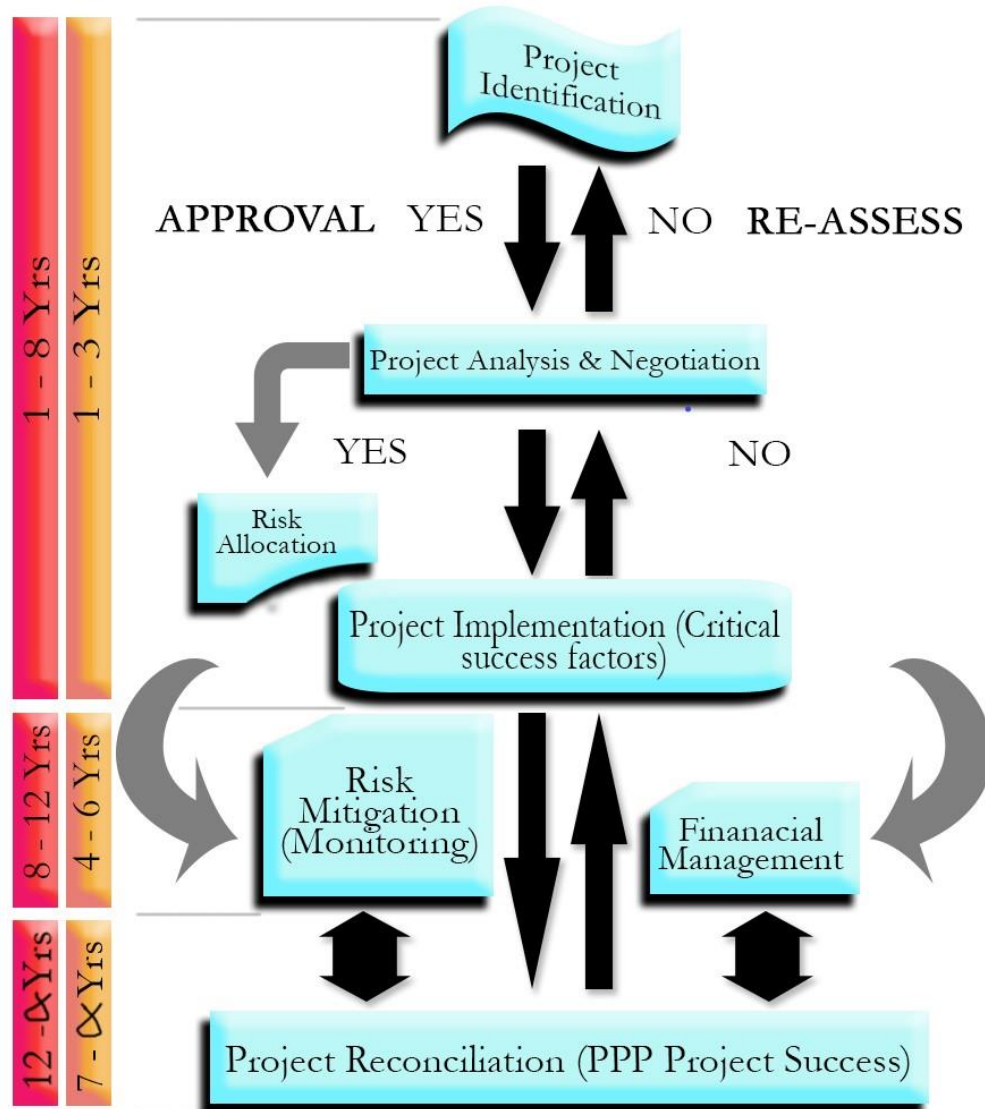 Project
Identification
APPROVAL YES
NO RE-ASSESS
1 - 8 Yrs
1 - 3 Yrs
Project Analysis & Negotiation
YES
NO
Risk
Allocation
Project Implementation (Critical
success factors)
8 - 12 Yrs
4 - 6 Yrs
Risk
Mitigation
(Monitoring)
Finanacial
Management
12 -α Yrs
7 - α Yrs
Project Reconciliation (PPP Project Success)